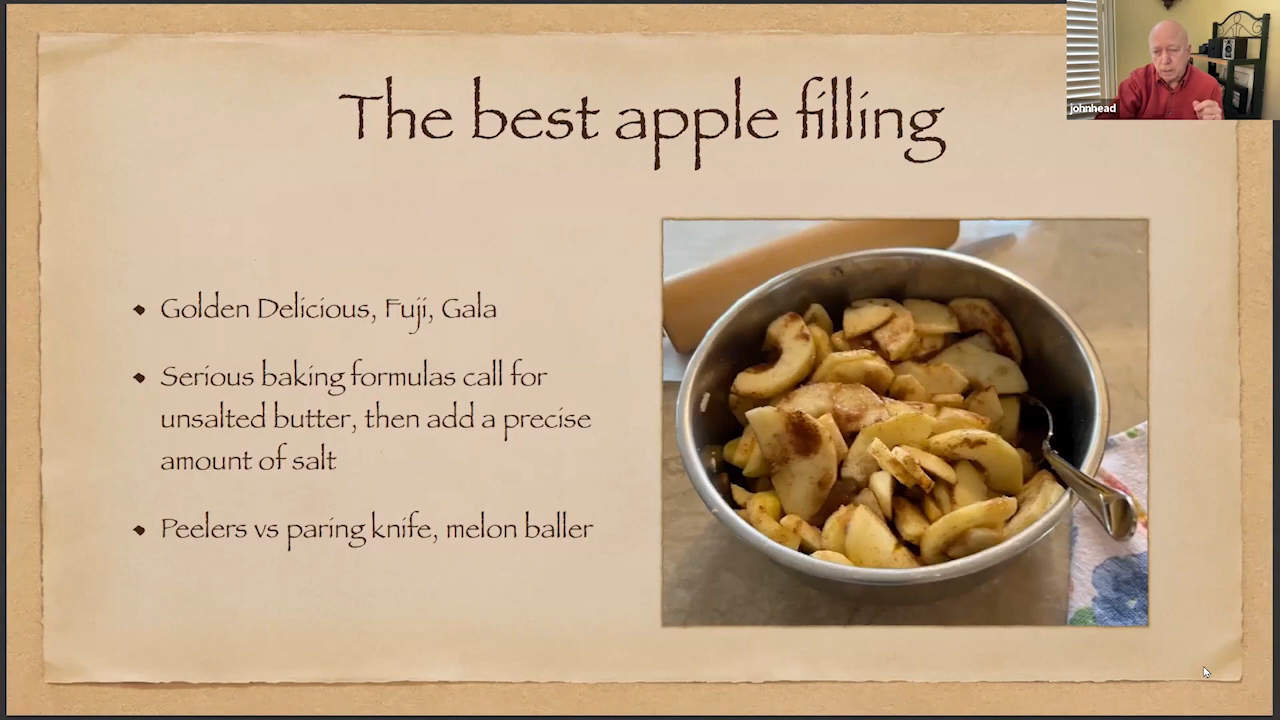 johnhead
The best apple filling
Golden Delicious, Fuji, Gala
Serious baking formulas call for
unsalted butter, then add a precise
amount of salt
Peelers vs paring knife, melon baller